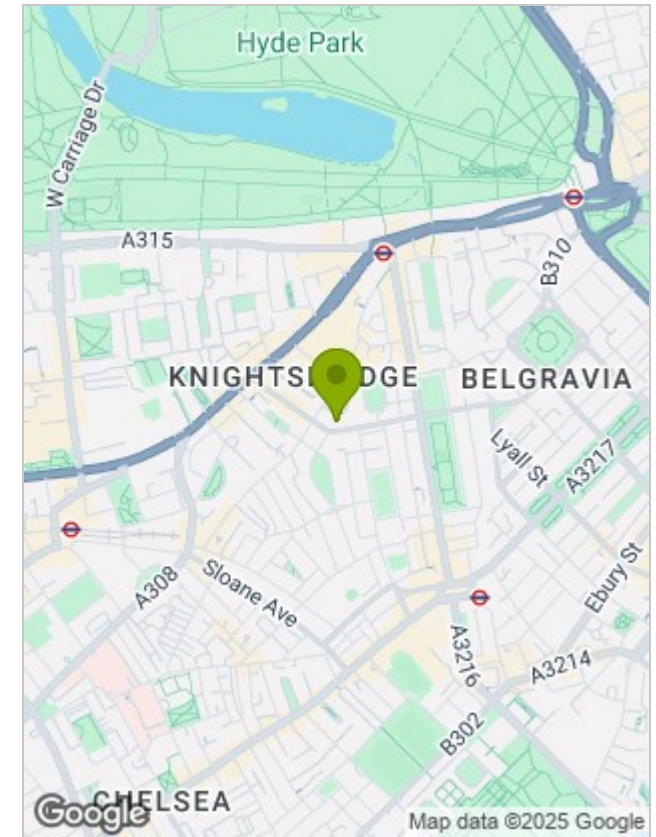 Hyde Park
W Carriage Dr
A315
B310
KNIGHTSB DGE
BELGRAVIA
Lyall St
A3217
A308
Sloane Ave
Ebury St
A3216
A3214
B302
CHELSEA
Google
Map data ©2025 Google